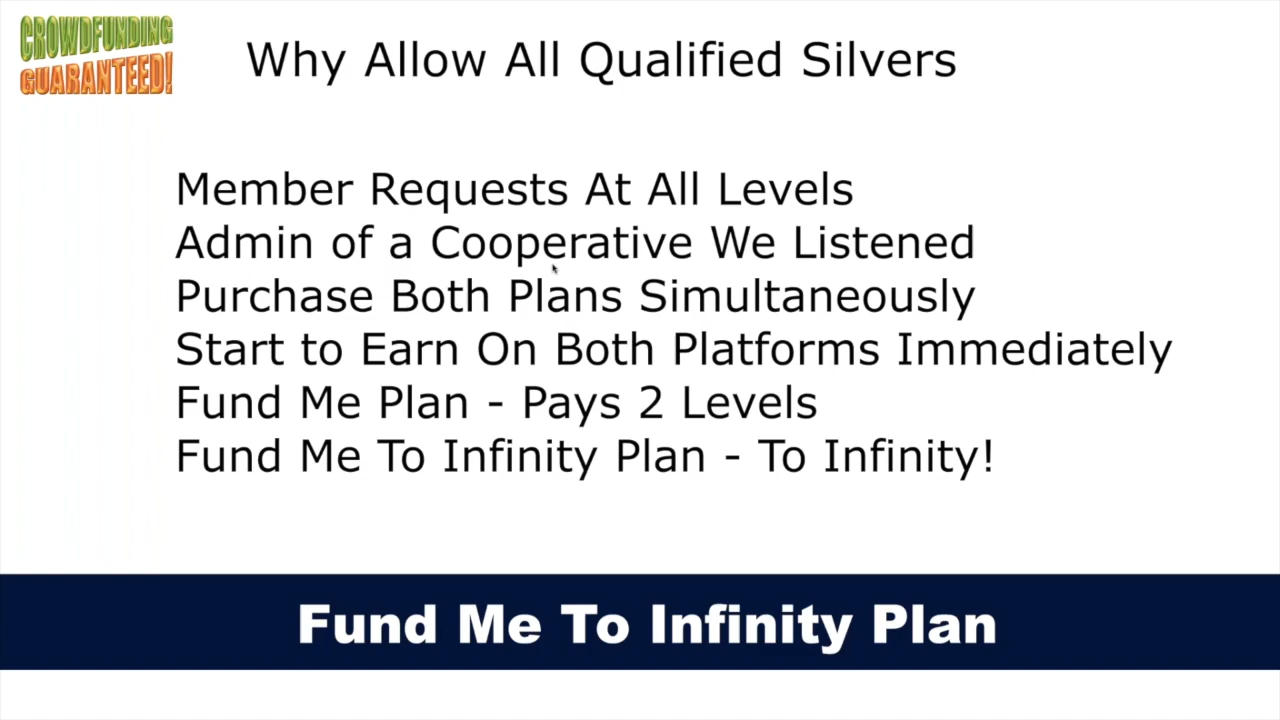 CROWDFUNDING
GUARANTEED!
Why Allow All Qualified Silvers
Member Requests At All Levels
Admin of a Cooperative We Listened
Purchase Both Plans Simultaneously
Start to Earn On Both Platforms Immediately
Fund Me Plan - Pays 2 Levels
Fund Me To Infinity Plan - To Infinity!
Fund Me To Infinity Plan